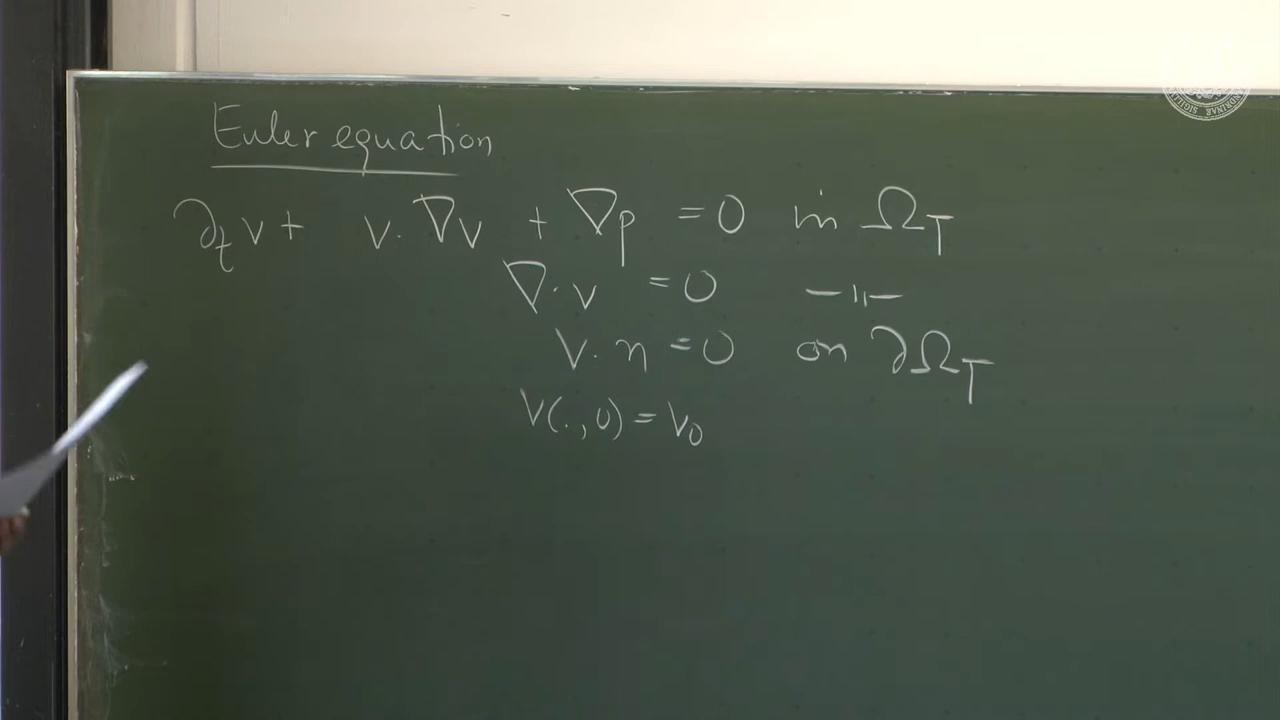 Euler equation
∂_t v + v·∇v + ∇p = 0 in Ω_T
∇·v = 0 —〃—
v·n = 0 on ∂Ω_T
v(·,0) = v_0